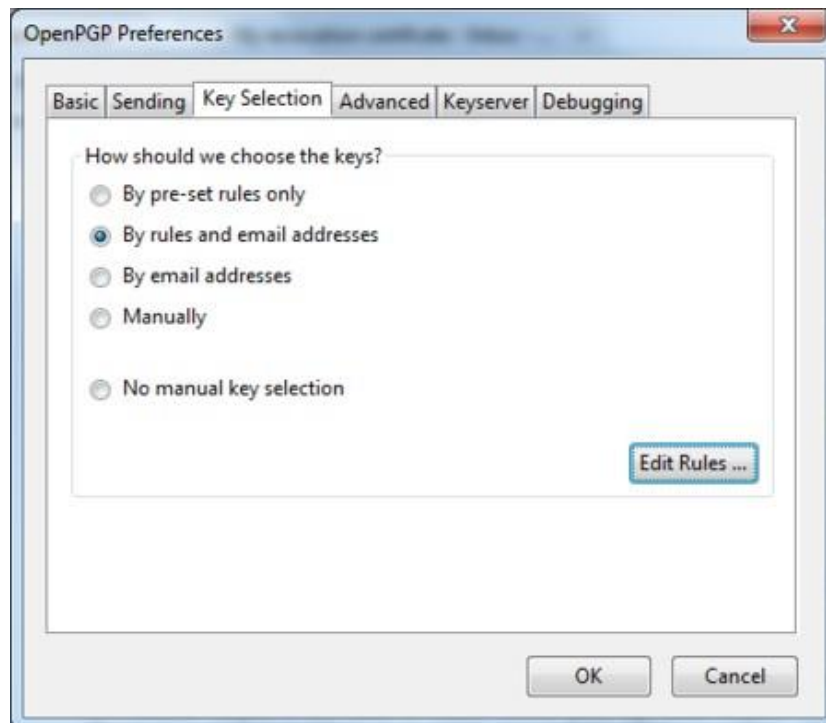 OpenPGP Preferences
Basic Sending Key Selection Advanced Keyserver Debugging
How should we choose the keys?
By pre-set rules only
By rules and email addresses
By email addresses
Manually
No manual key selection
Edit Rules ...
OK Cancel